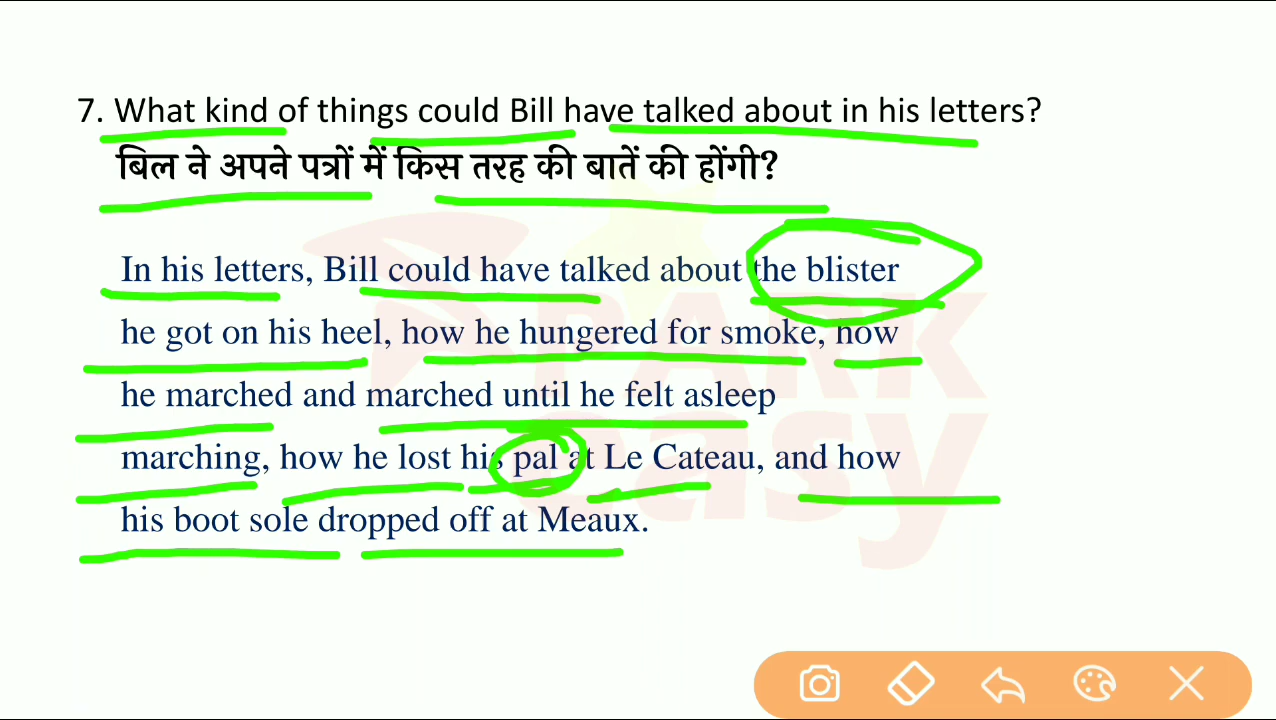 7. What kind of things could Bill have talked about in his letters?
बिल ने अपने पत्रों में किस तरह की बातें की होंगी?
In his letters, Bill could have talked about the blister
he got on his heel, how he hungered for smoke, how
he marched and marched until he felt asleep
marching, how he lost his pal at Le Cateau, and how
his boot sole dropped off at Meaux.
PARK
easy